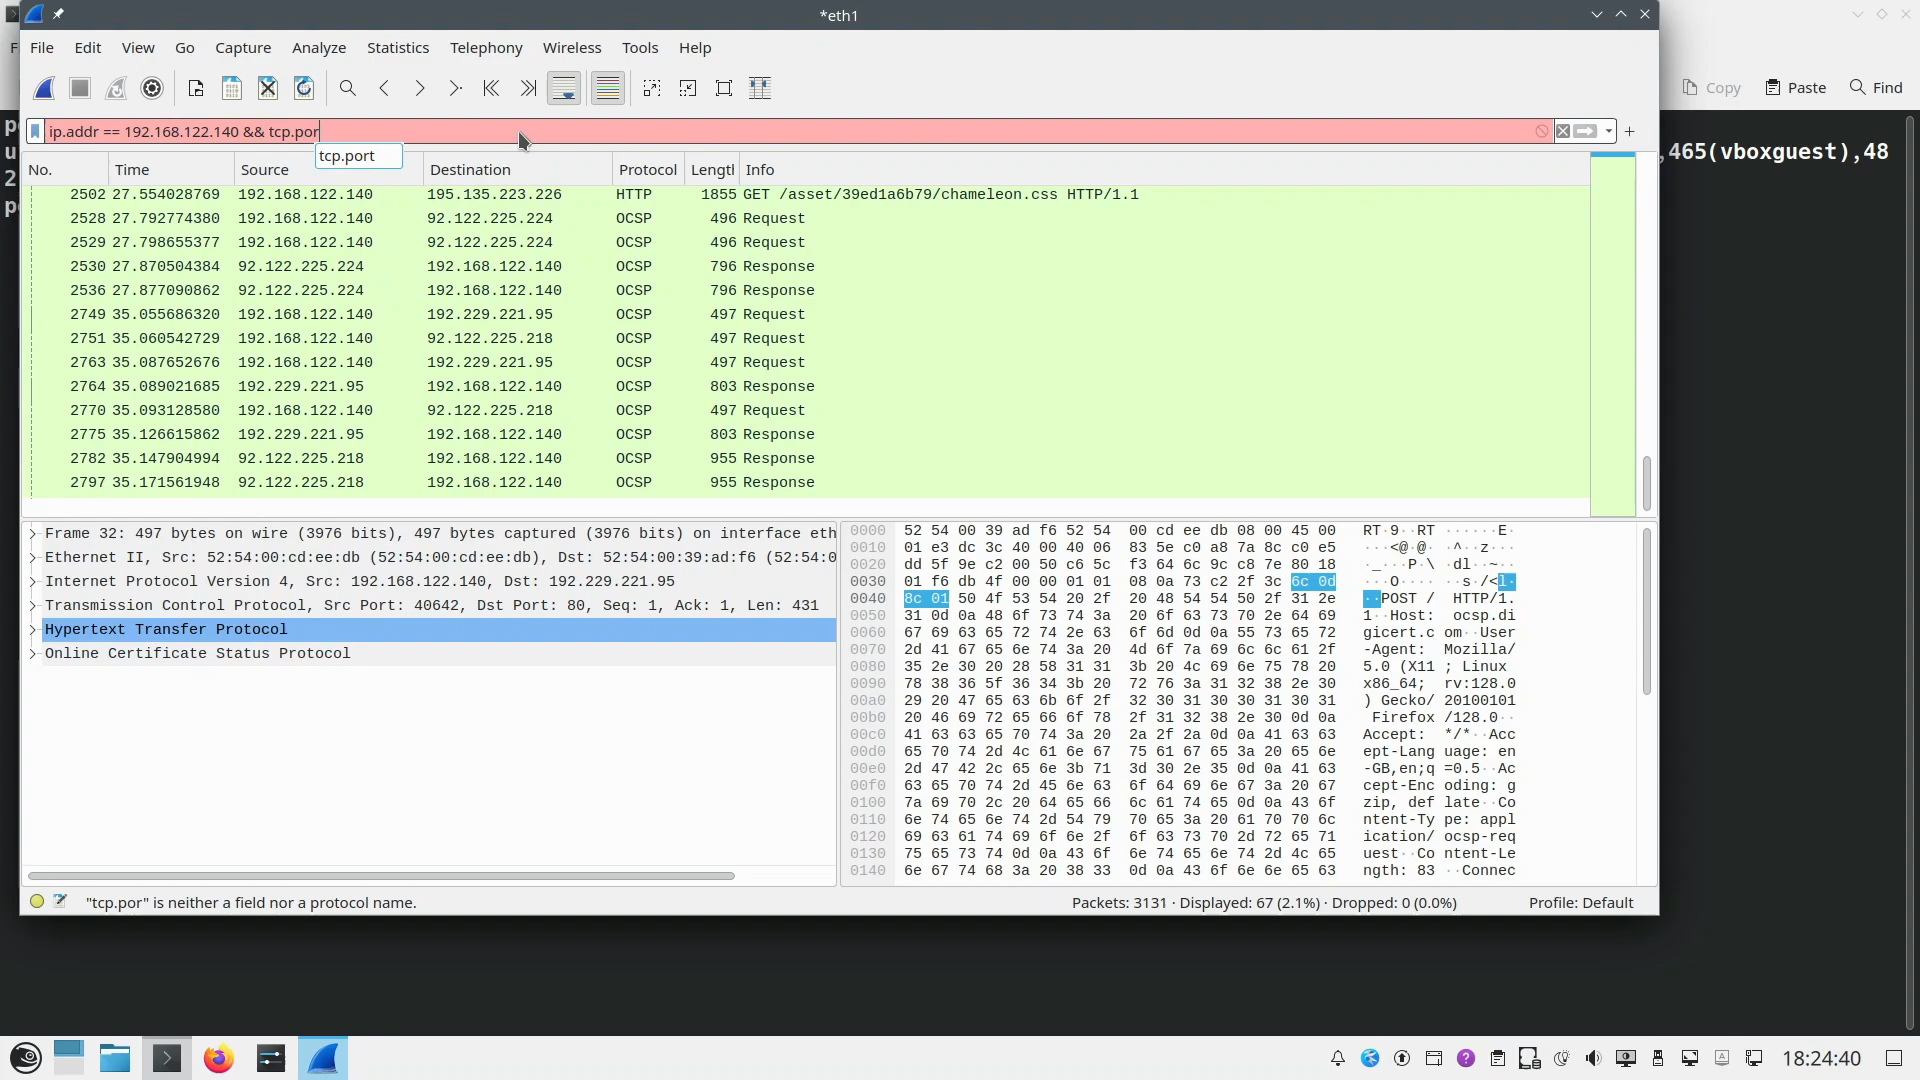 *eth1
File Edit View Go Capture Analyze Statistics Telephony Wireless Tools Help
Copy Paste Find
ip.addr == 192.168.122.140 && tcp.por
tcp.port
,465(vboxguest),48
No. Time Source Destination Protocol Lengtl Info
2502 27.554028769 192.168.122.140 195.135.223.226 HTTP 1855 GET /asset/39ed1a6b79/chameleon.css HTTP/1.1
2528 27.792774380 192.168.122.140 92.122.225.224 OCSP 496 Request
2529 27.798655377 192.168.122.140 92.122.225.224 OCSP 496 Request
2530 27.870504384 92.122.225.224 192.168.122.140 OCSP 796 Response
2536 27.877090862 92.122.225.224 192.168.122.140 OCSP 796 Response
2749 35.055686320 192.168.122.140 192.229.221.95 OCSP 497 Request
2751 35.060542729 192.168.122.140 92.122.225.218 OCSP 497 Request
2763 35.087652676 192.168.122.140 192.229.221.95 OCSP 497 Request
2764 35.089021685 192.229.221.95 192.168.122.140 OCSP 803 Response
2770 35.093128580 192.168.122.140 92.122.225.218 OCSP 497 Request
2775 35.126615862 192.229.221.95 192.168.122.140 OCSP 803 Response
2782 35.147904994 92.122.225.218 192.168.122.140 OCSP 955 Response
2797 35.171561948 92.122.225.218 192.168.122.140 OCSP 955 Response
Frame 32: 497 bytes on wire (3976 bits), 497 bytes captured (3976 bits) on interface eth
Ethernet II, Src: 52:54:00:cd:ee:db (52:54:00:cd:ee:db), Dst: 52:54:00:39:ad:f6 (52:54:0
Internet Protocol Version 4, Src: 192.168.122.140, Dst: 192.229.221.95
Transmission Control Protocol, Src Port: 40642, Dst Port: 80, Seq: 1, Ack: 1, Len: 431
Hypertext Transfer Protocol
Online Certificate Status Protocol
0000 52 54 00 39 ad f6 52 54 00 cd ee db 08 00 45 00 RT·9··RT ······E·
0010 01 e3 dc 3c 40 00 40 06 83 5e c0 a8 7a 8c c0 e5 ···<@·@· ·^··z···
0020 dd 5f 9e c2 00 50 c6 5c f3 64 6c 9c c8 7e 80 18 ·_···P·\ ·dl··~··
0030 01 f6 db 4f 00 00 01 01 08 0a 73 c2 2f 3c 6c 0d ···O···· ··s·/<l·
0040 8c 01 50 4f 53 54 20 2f 20 48 54 54 50 2f 31 2e ··POST / HTTP/1.
0050 31 0d 0a 48 6f 73 74 3a 20 6f 63 73 70 2e 64 69 1··Host: ocsp.di
0060 67 69 63 65 72 74 2e 63 6f 6d 0d 0a 55 73 65 72 gicert.c om··User
0070 2d 41 67 65 6e 74 3a 20 4d 6f 7a 69 6c 6c 61 2f -Agent: Mozilla/
0080 35 2e 30 20 28 58 31 31 3b 20 4c 69 6e 75 78 20 5.0 (X11 ; Linux
0090 78 38 36 5f 36 34 3b 20 72 76 3a 31 32 38 2e 30 x86_64; rv:128.0
00a0 29 20 47 65 63 6b 6f 2f 32 30 31 30 30 31 30 31 ) Gecko/ 20100101
00b0 20 46 69 72 65 66 6f 78 2f 31 32 38 2e 30 0d 0a Firefox /128.0··
00c0 41 63 63 65 70 74 3a 20 2a 2f 2a 0d 0a 41 63 63 Accept: */*··Acc
00d0 65 70 74 2d 4c 61 6e 67 75 61 67 65 3a 20 65 6e ept-Lang uage: en
00e0 2d 47 42 2c 65 6e 3b 71 3d 30 2e 35 0d 0a 41 63 -GB,en;q =0.5··Ac
00f0 63 65 70 74 2d 45 6e 63 6f 64 69 6e 67 3a 20 67 cept-Enc oding: g
0100 7a 69 70 2c 20 64 65 66 6c 61 74 65 0d 0a 43 6f zip, def late··Co
0110 6e 74 65 6e 74 2d 54 79 70 65 3a 20 61 70 70 6c ntent-Ty pe: appl
0120 69 63 61 74 69 6f 6e 2f 6f 63 73 70 2d 72 65 71 ication/ ocsp-req
0130 75 65 73 74 0d 0a 43 6f 6e 74 65 6e 74 2d 4c 65 uest··Co ntent-Le
0140 6e 67 74 68 3a 20 38 33 0d 0a 43 6f 6e 6e 65 63 ngth: 83 ··Connec
"tcp.por" is neither a field nor a protocol name. Packets: 3131 · Displayed: 67 (2.1%) · Dropped: 0 (0.0%) Profile: Default
18:24:40